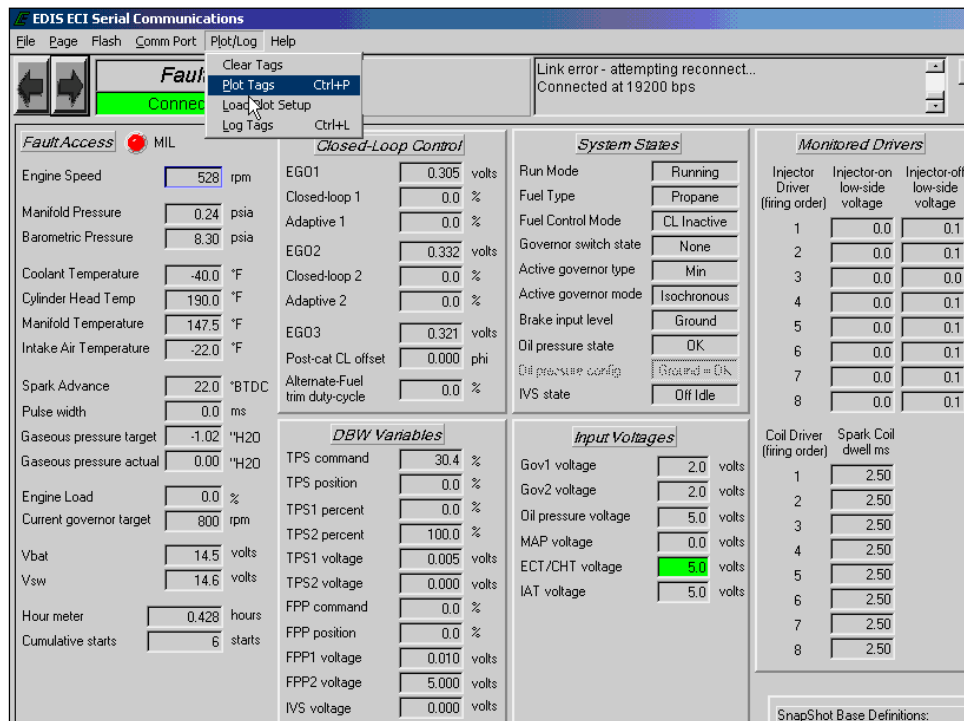 EDIS ECI Serial Communications
File Page Flash Comm Port Plot/Log Help
Clear Tags
Plot Tags Ctrl+P
Load Plot Setup
Log Tags Ctrl+L
Link error - attempting reconnect...
Connected at 19200 bps
Fault Access MIL
Engine Speed 528 rpm
Manifold Pressure 0.24 psia
Barometric Pressure 8.30 psia
Coolant Temperature -40.0 °F
Cylinder Head Temp 190.0 °F
Manifold Temperature 147.5 °F
Intake Air Temperature -22.0 °F
Spark Advance 22.0 °BTDC
Pulse width 0.0 ms
Gaseous pressure target -1.02 "H2O
Gaseous pressure actual 0.00 "H2O
Engine Load 0.0 %
Current governor target 800 rpm
Vbat 14.5 volts
Vsw 14.6 volts
Hour meter 0.428 hours
Cumulative starts 6 starts
Closed-Loop Control
EGO1 0.305 volts
Closed-loop 1 0.0 %
Adaptive 1 0.0 %
EGO2 0.332 volts
Closed-loop 2 0.0 %
Adaptive 2 0.0 %
EGO3 0.321 volts
Post-cat CL offset 0.000 phi
Alternate-Fuel
trim duty-cycle 0.0 %
DBW Variables
TPS command 30.4 %
TPS position 0.0 %
TPS1 percent 0.0 %
TPS2 percent 100.0 %
TPS1 voltage 0.005 volts
TPS2 voltage 0.000 volts
FPP command 0.0 %
FPP position 0.0 %
FPP1 voltage 0.010 volts
FPP2 voltage 5.000 volts
IVS voltage 0.000 volts
System States
Run Mode Running
Fuel Type Propane
Fuel Control Mode CL Inactive
Governor switch state None
Active governor type Min
Active governor mode Isochronous
Brake input level Ground
Oil pressure state OK
Oil pressure config Ground = OK
IVS state Off Idle
Input Voltages
Gov1 voltage 2.0 volts
Gov2 voltage 2.0 volts
Oil pressure voltage 5.0 volts
MAP voltage 0.0 volts
ECT/CHT voltage 5.0 volts
IAT voltage 5.0 volts
Monitored Drivers
Injector Injector-on Injector-off
Driver low-side low-side
(firing order) voltage voltage
1 0.0 0.1
2 0.0 0.1
3 0.0 0.0
4 0.0 0.1
5 0.0 0.1
6 0.0 0.1
7 0.0 0.1
8 0.0 0.1
Coil Driver Spark Coil
(firing order) dwell ms
1 2.50
2 2.50
3 2.50
4 2.50
5 2.50
6 2.50
7 2.50
8 2.50
SnapShot Base Definitions: